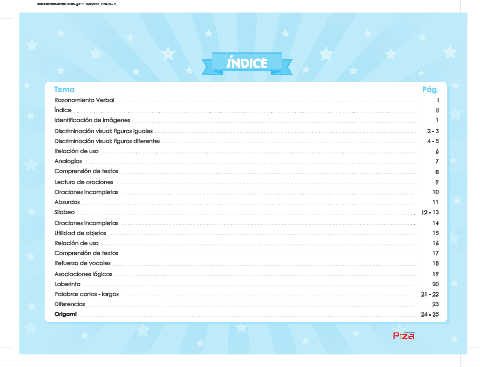 ÍNDICE
Tema Pág.
Razonamiento Verbal I
Índice II
Identificación de imágenes 1
Discriminación visual: figuras iguales 2 - 3
Discriminación visual: figuras diferentes 4 - 5
Relación de uso 6
Analogías 7
Comprensión de textos 8
Lectura de oraciones 9
Oraciones incompletas 10
Absurdos 11
Silabeo 12 - 13
Oraciones incompletas 14
Utilidad de objetos 15
Relación de uso 16
Comprensión de textos 17
Refuerzo de vocales 18
Asociaciones lógicas 19
Laberinto 20
Palabras cortas - largas 21 - 22
Diferencias 23
Origami 24 - 25